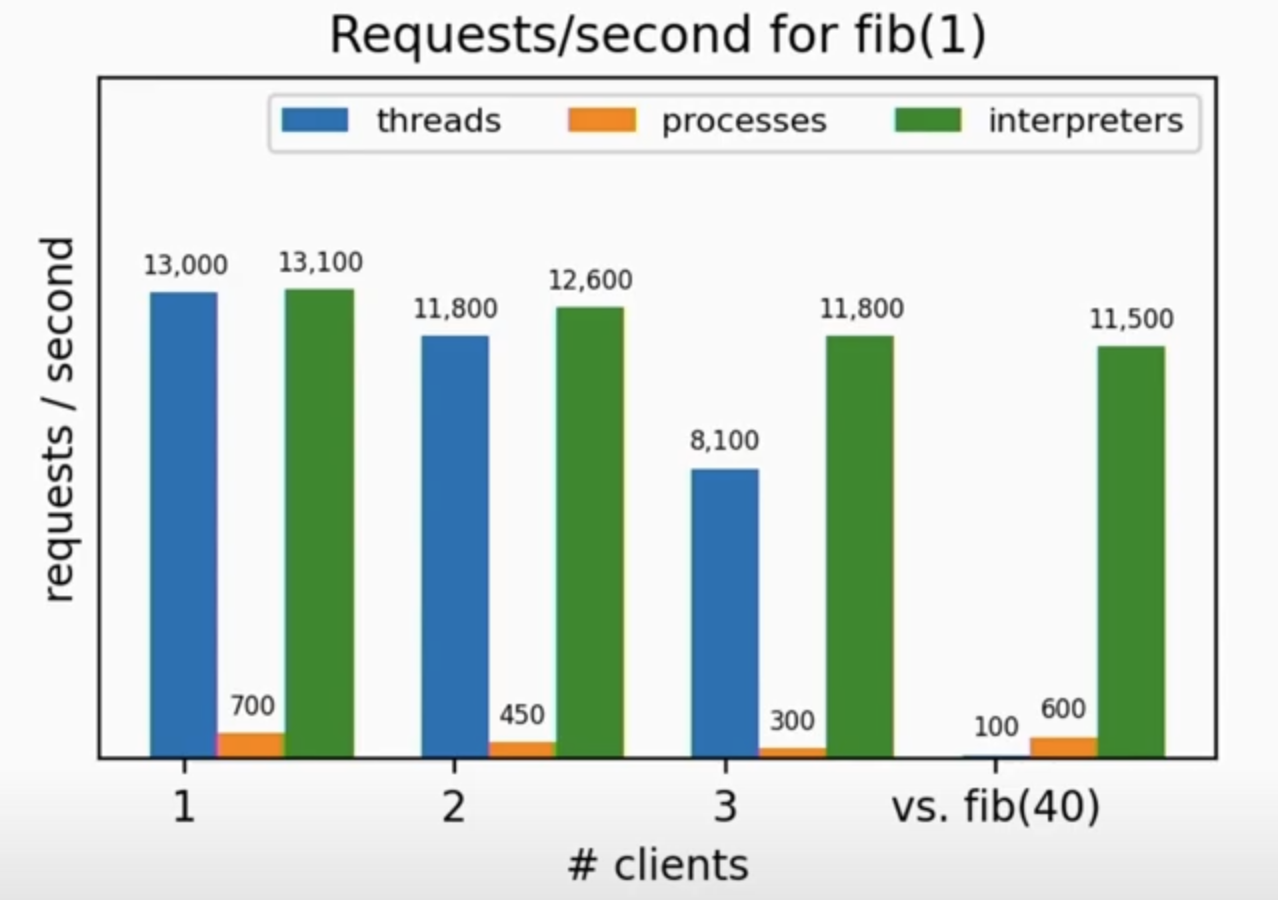 Requests/second for fib(1)
threads processes interpreters
requests / second
13,000 700 13,100
11,800 450 12,600
8,100 300 11,800
100 600 11,500
1 2 3 vs. fib(40)
# clients